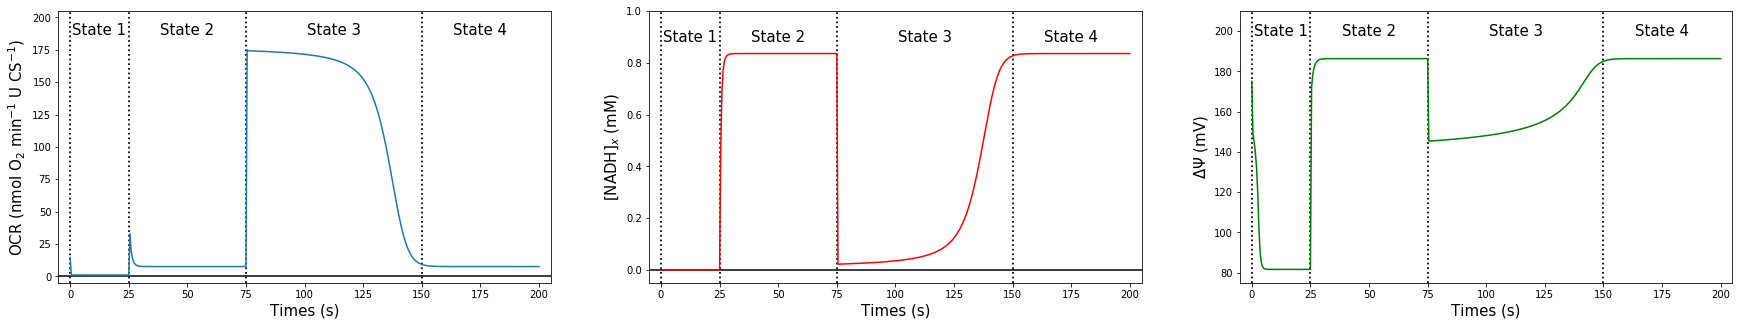 OCR (nmol O₂ min⁻¹ U CS⁻¹)
200
175
150
125
100
75
50
25
0
State 1 State 2 State 3 State 4
0 25 50 75 100 125 150 175 200
Times (s)
[NADH]ₓ (mM)
1.0
0.8
0.6
0.4
0.2
0.0
State 1 State 2 State 3 State 4
0 25 50 75 100 125 150 175 200
Times (s)
ΔΨ (mV)
200
180
160
140
120
100
80
State 1 State 2 State 3 State 4
0 25 50 75 100 125 150 175 200
Times (s)